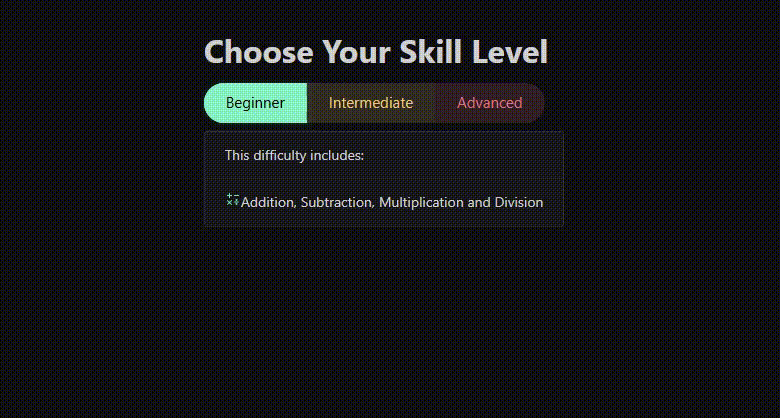 Choose Your Skill Level
Beginner Intermediate Advanced
This difficulty includes:
Addition, Subtraction, Multiplication and Division